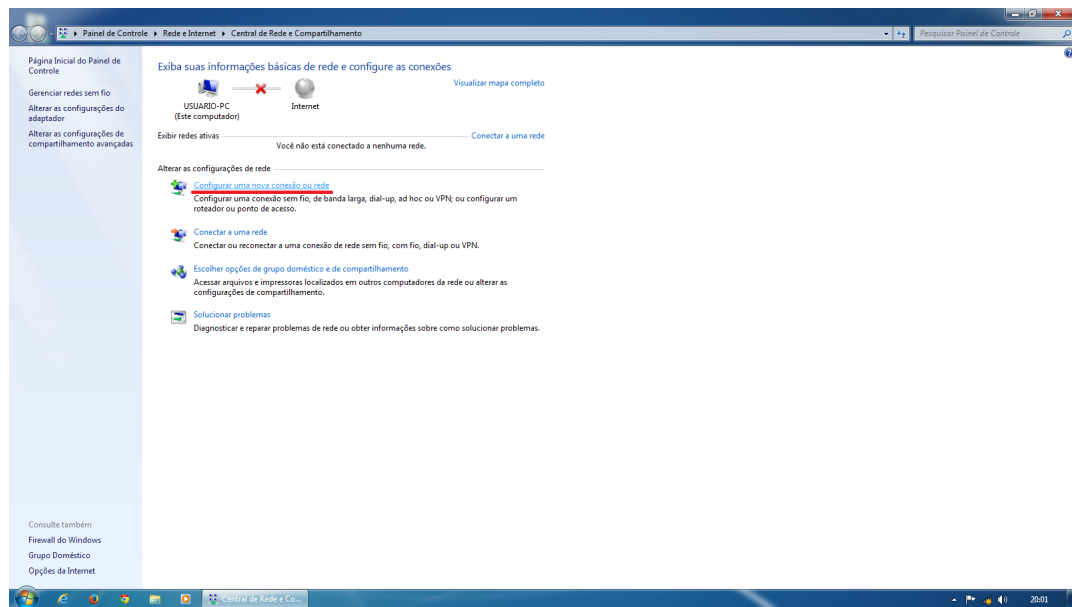 Painel de Controle ▸ Rede e Internet ▸ Central de Rede e Compartilhamento
Pesquisar Painel de Controle
Página Inicial do Painel de
Controle
Gerenciar redes sem fio
Alterar as configurações do
adaptador
Alterar as configurações de
compartilhamento avançadas
Exiba suas informações básicas de rede e configure as conexões
Visualizar mapa completo
USUARIO-PC
(Este computador)
Internet
Exibir redes ativas
Conectar a uma rede
Você não está conectado a nenhuma rede.
Alterar as configurações de rede
Configurar uma nova conexão ou rede
Configurar uma conexão sem fio, de banda larga, dial-up, ad hoc ou VPN; ou configurar um
roteador ou ponto de acesso.
Conectar a uma rede
Conectar ou reconectar a uma conexão de rede sem fio, com fio, dial-up ou VPN.
Escolher opções de grupo doméstico e de compartilhamento
Acessar arquivos e impressoras localizados em outros computadores da rede ou alterar as
configurações de compartilhamento.
Solucionar problemas
Diagnosticar e reparar problemas de rede ou obter informações sobre como solucionar problemas.
Consulte também
Firewall do Windows
Grupo Doméstico
Opções da Internet
Central de Rede e Co...
20:01